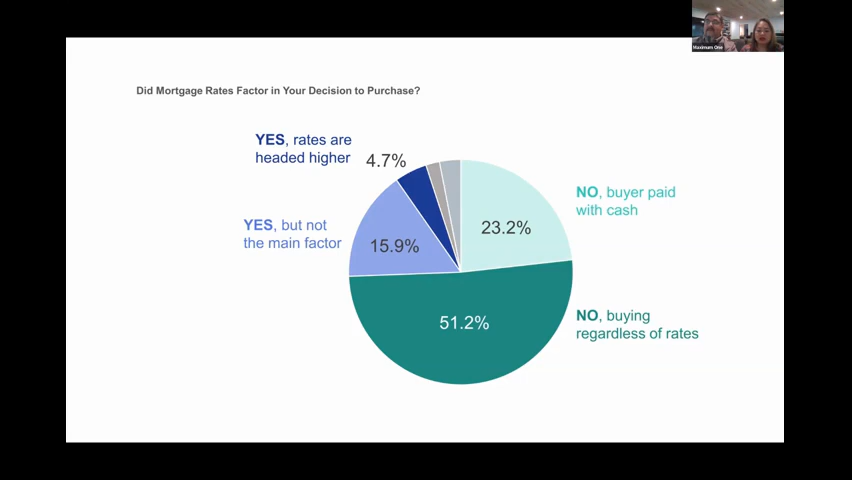 Maximum One
Did Mortgage Rates Factor in Your Decision to Purchase?
YES, rates are
headed higher
4.7%
NO, buyer paid
with cash
23.2%
YES, but not
the main factor
15.9%
51.2%
NO, buying
regardless of rates